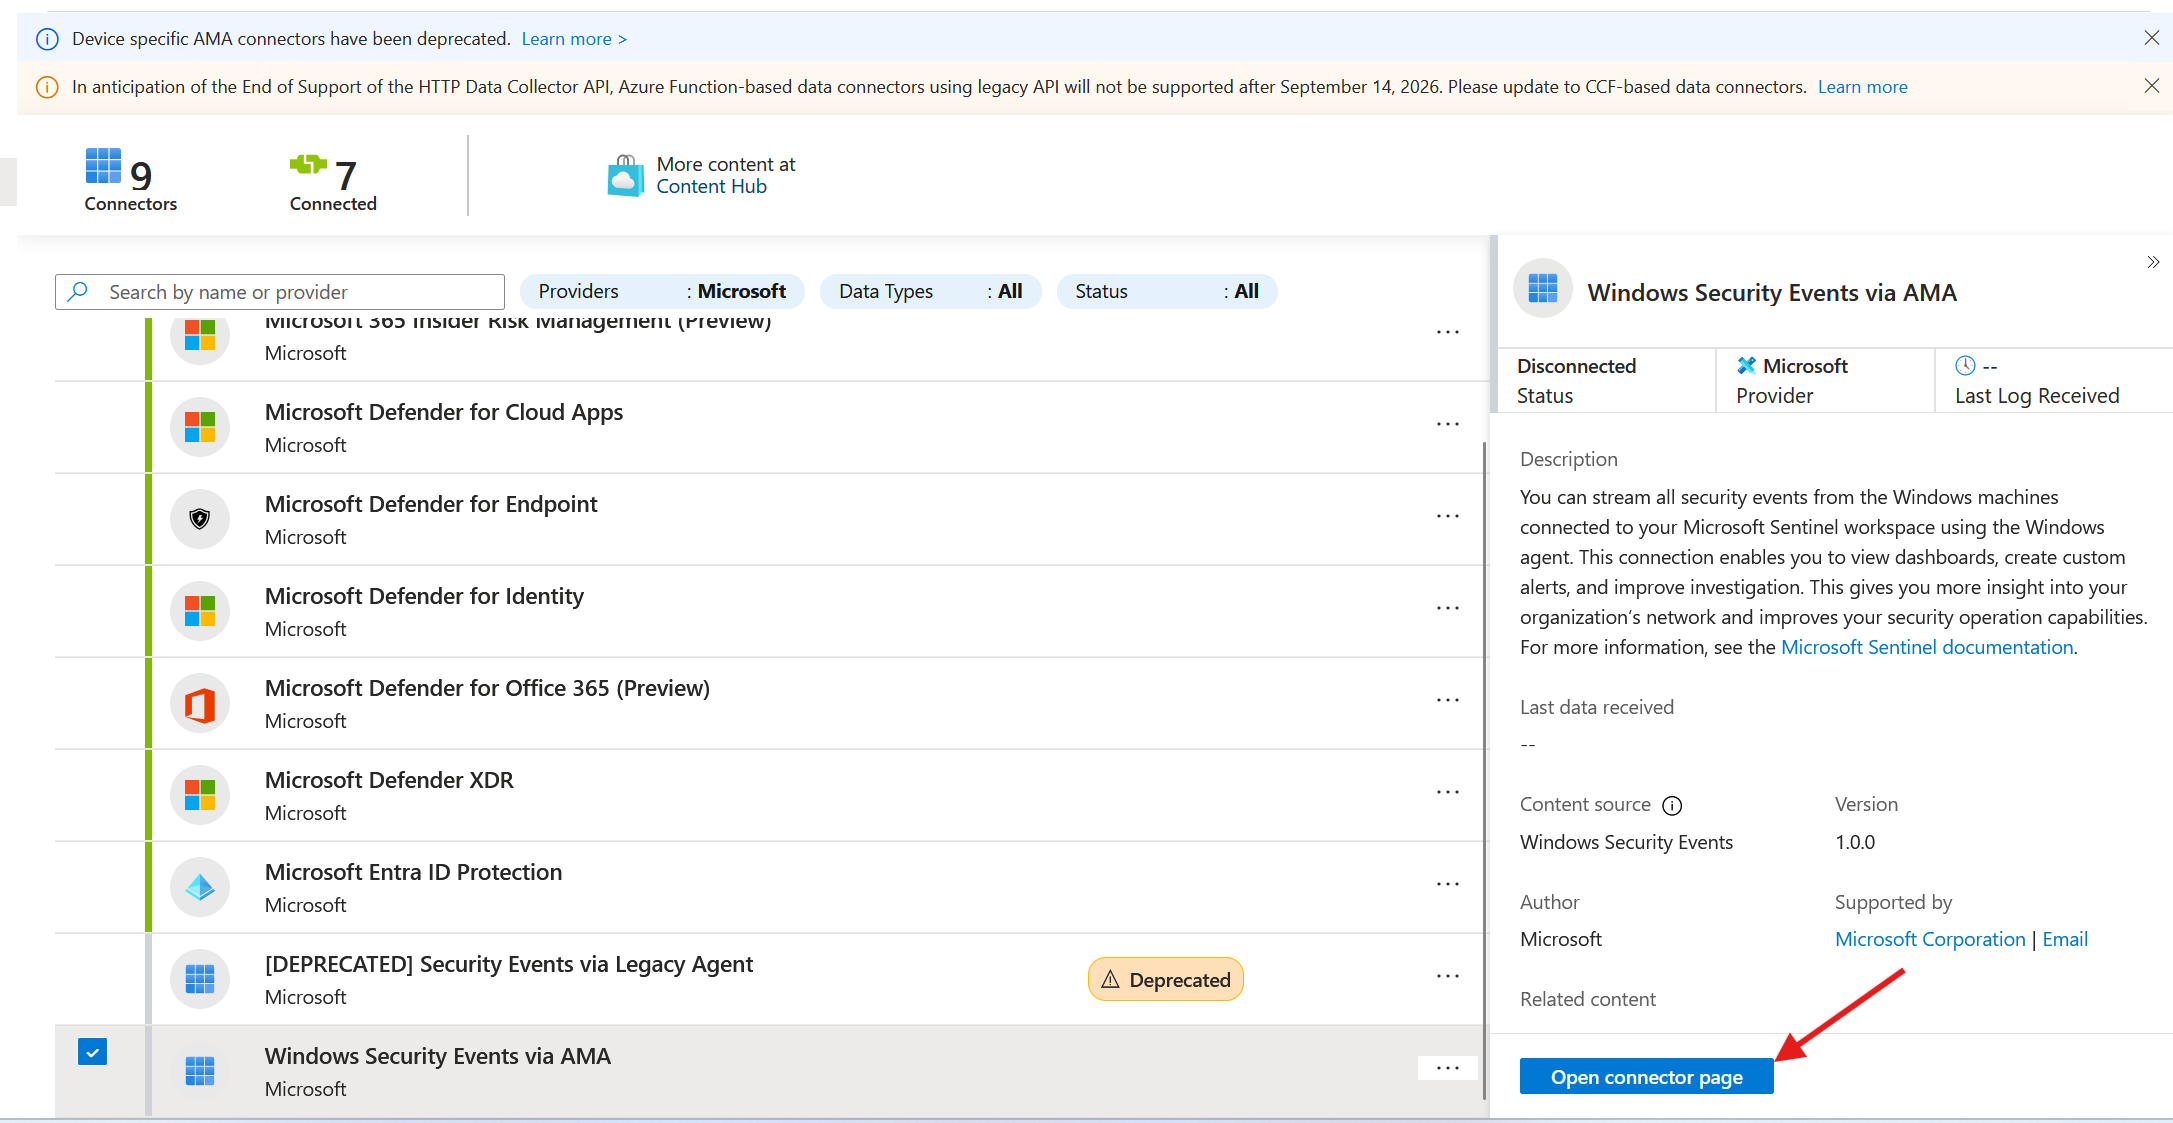 Device specific AMA connectors have been deprecated. Learn more >
In anticipation of the End of Support of the HTTP Data Collector API, Azure Function-based data connectors using legacy API will not be supported after September 14, 2026. Please update to CCF-based data connectors. Learn more
9
Connectors
7
Connected
More content at
Content Hub
Search by name or provider
Providers : Microsoft
Data Types : All
Status : All
Microsoft 365 Insider Risk Management (Preview)
Microsoft
Microsoft Defender for Cloud Apps
Microsoft
Microsoft Defender for Endpoint
Microsoft
Microsoft Defender for Identity
Microsoft
Microsoft Defender for Office 365 (Preview)
Microsoft
Microsoft Defender XDR
Microsoft
Microsoft Entra ID Protection
Microsoft
[DEPRECATED] Security Events via Legacy Agent
Microsoft
Deprecated
Windows Security Events via AMA
Microsoft
Windows Security Events via AMA
Disconnected
Status
Microsoft
Provider
--
Last Log Received
Description
You can stream all security events from the Windows machines
connected to your Microsoft Sentinel workspace using the Windows
agent. This connection enables you to view dashboards, create custom
alerts, and improve investigation. This gives you more insight into your
organization’s network and improves your security operation capabilities.
For more information, see the Microsoft Sentinel documentation.
Last data received
--
Content source
Windows Security Events
Version
1.0.0
Author
Microsoft
Supported by
Microsoft Corporation | Email
Related content
Open connector page